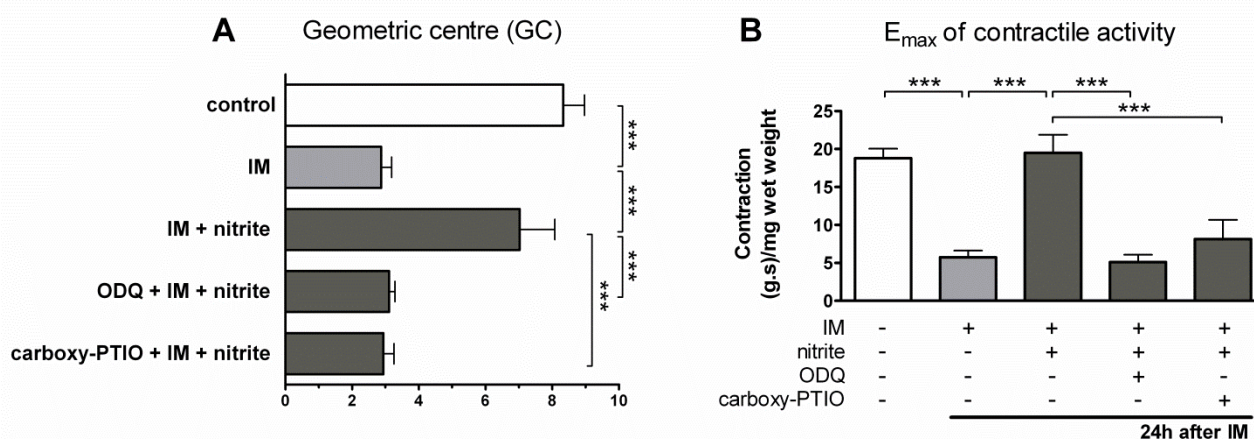 A Geometric centre (GC)
control
IM
IM + nitrite
ODQ + IM + nitrite
carboxy-PTIO + IM + nitrite
***
***
***
***
0 2 4 6 8 10
B Emax of contractile activity
*** *** ***
***
Contraction
(g.s)/mg wet weight
25
20
15
10
5
0
IM - + + + +
nitrite - - + + +
ODQ - - - + -
carboxy-PTIO - - - - +
24h after IM